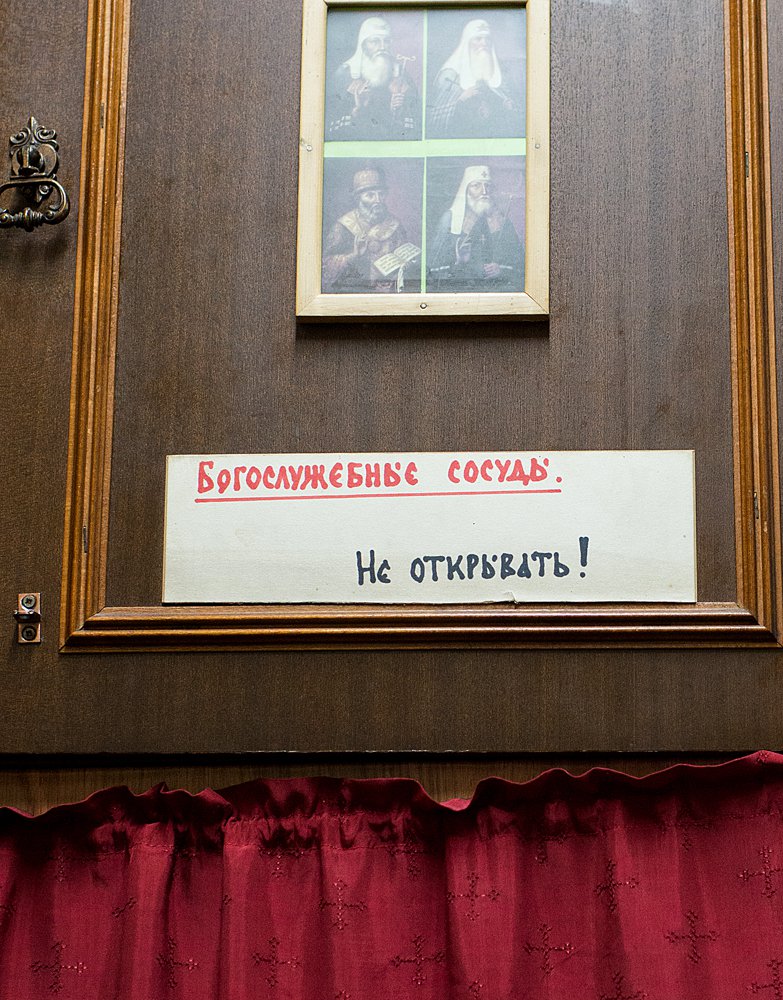 Богослужебные сосуды.
Не открывать!